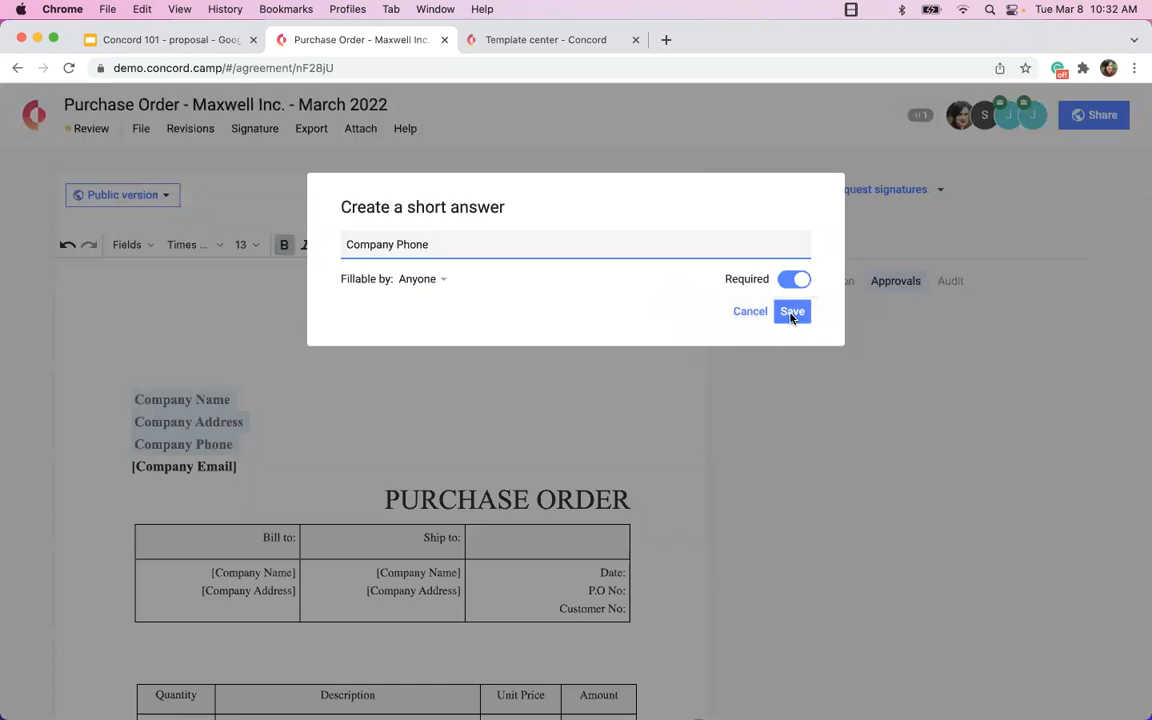 Chrome File Edit View History Bookmarks Profiles Tab Window Help Tue Mar 8 10:32 AM
Concord 101 - proposal - Goo
Purchase Order - Maxwell Inc.
Template center - Concord
demo.concord.camp/#/agreement/nF28jU
off
Purchase Order - Maxwell Inc. - March 2022
Review File Revisions Signature Export Attach Help
1
S J J
Share
Public version
quest signatures
Fields Times ... 13 B
Create a short answer
Company Phone
Fillable by: Anyone
Required
Cancel Save
on Approvals Audit
Company Name
Company Address
Company Phone
[Company Email]
PURCHASE ORDER
Bill to: Ship to:
[Company Name] [Company Name] Date:
[Company Address] [Company Address] P.O No:
Customer No:
Quantity Description Unit Price Amount